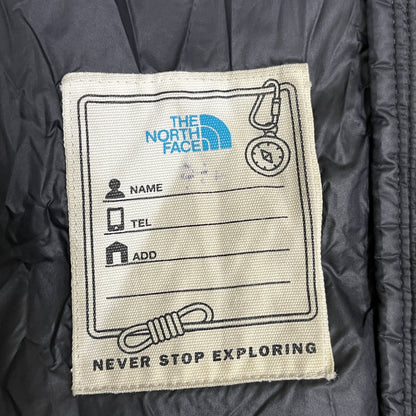 THE
NORTH
FACE
NAME
TEL
ADD
NEVER STOP EXPLORING